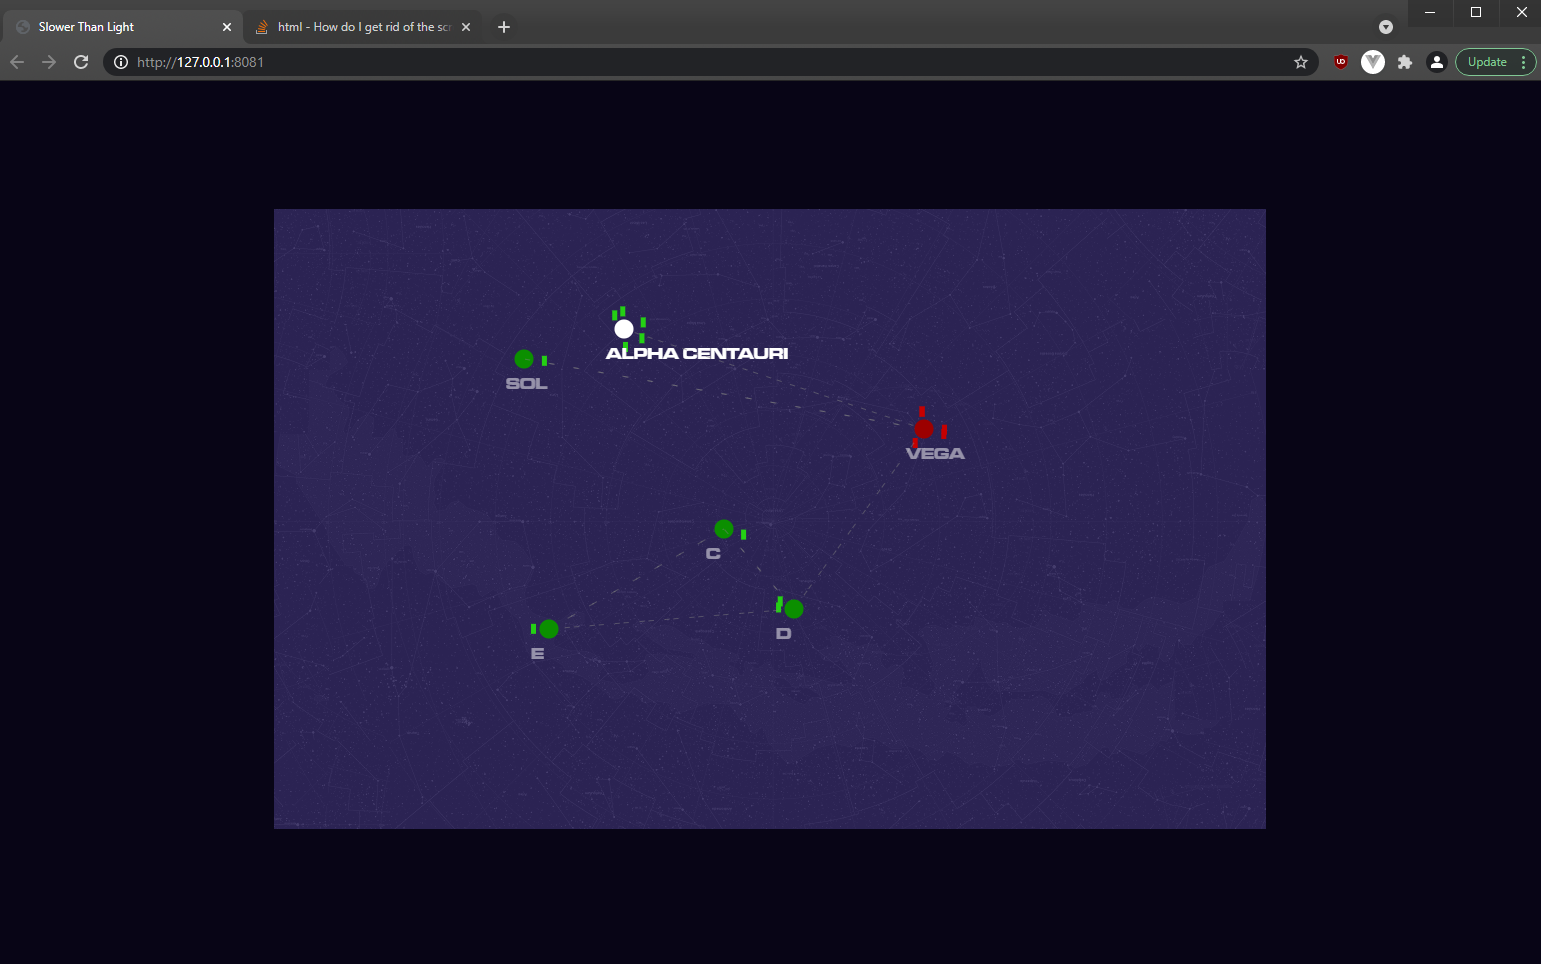 Slower Than Light
html - How do I get rid of the scr
http://127.0.0.1:8081
UD
Update
ALPHA CENTAURI
SOL
VEGA
C
D
E